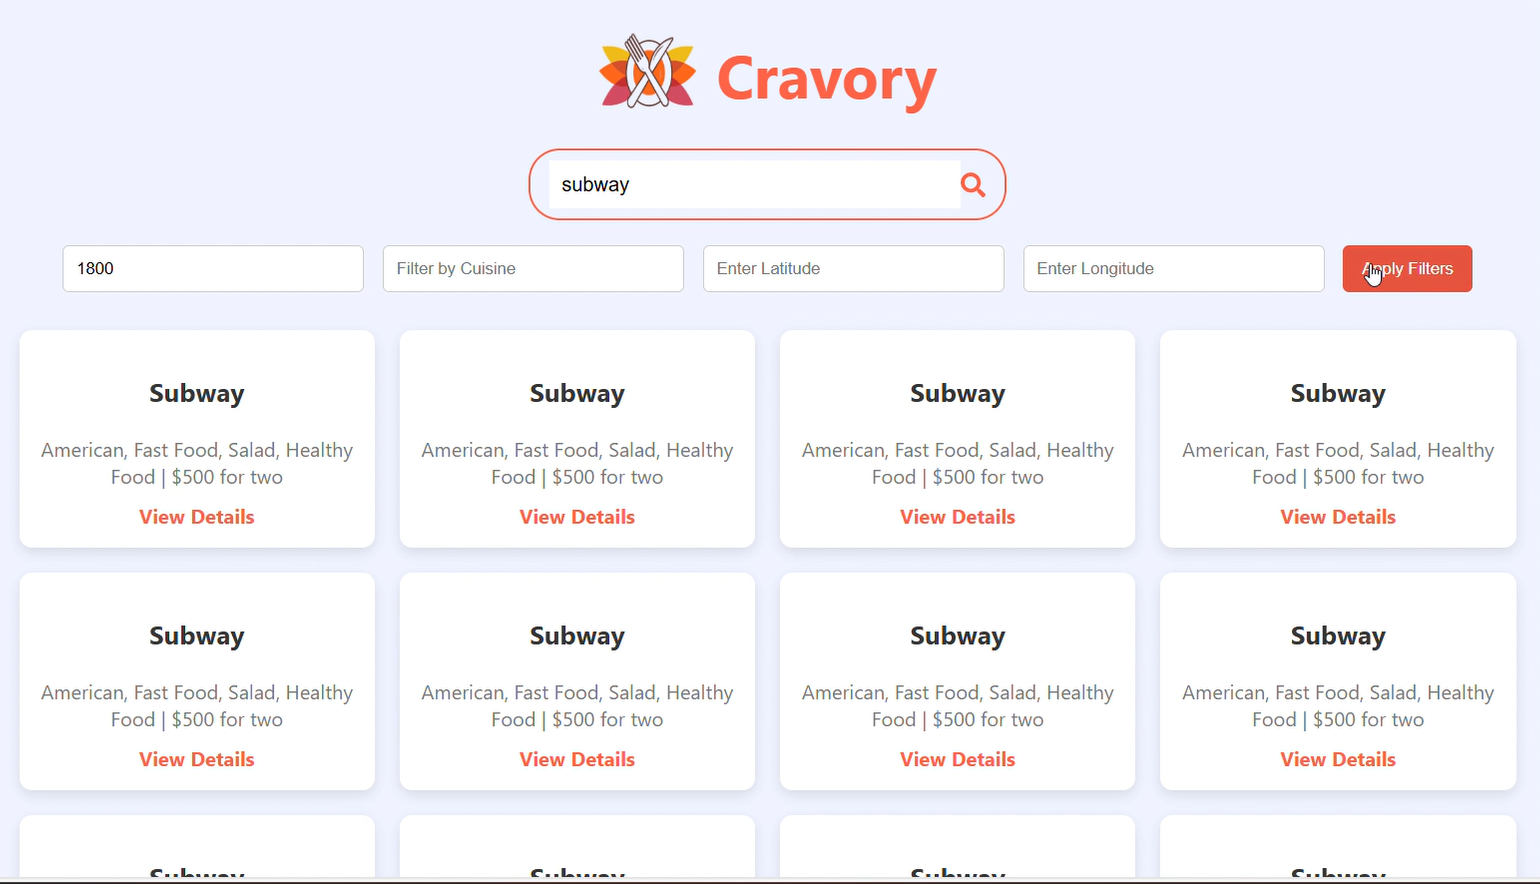 Cravory
subway
1800
Filter by Cuisine
Enter Latitude
Enter Longitude
Apply Filters
Subway
American, Fast Food, Salad, Healthy
Food | $500 for two
View Details
Subway
American, Fast Food, Salad, Healthy
Food | $500 for two
View Details
Subway
American, Fast Food, Salad, Healthy
Food | $500 for two
View Details
Subway
American, Fast Food, Salad, Healthy
Food | $500 for two
View Details
Subway
American, Fast Food, Salad, Healthy
Food | $500 for two
View Details
Subway
American, Fast Food, Salad, Healthy
Food | $500 for two
View Details
Subway
American, Fast Food, Salad, Healthy
Food | $500 for two
View Details
Subway
American, Fast Food, Salad, Healthy
Food | $500 for two
View Details
Subway
Subway
Subway
Subway